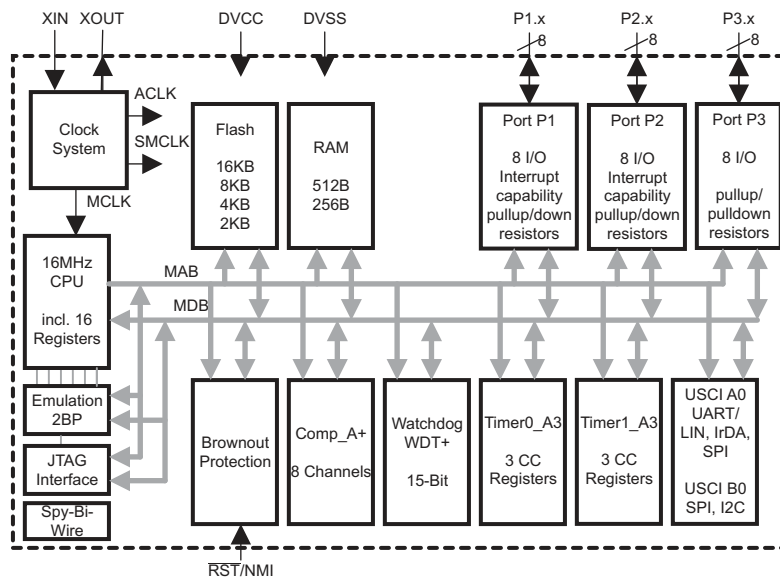 XIN
XOUT
DVCC
DVSS
P1.x
P2.x
P3.x
8
8
8
Clock
System
ACLK
SMCLK
MCLK
Flash
16KB
8KB
4KB
2KB
RAM
512B
256B
Port P1
8 I/O
Interrupt
capability
pullup/down
resistors
Port P2
8 I/O
Interrupt
capability
pullup/down
resistors
Port P3
8 I/O
pullup/
pulldown
resistors
16MHz
CPU
incl. 16
Registers
MAB
MDB
Emulation
2BP
JTAG
Interface
Spy-Bi-
Wire
Brownout
Protection
Comp_A+
8 Channels
Watchdog
WDT+
15-Bit
Timer0_A3
3 CC
Registers
Timer1_A3
3 CC
Registers
USCI A0
UART/
LIN, IrDA,
SPI
USCI B0
SPI, I2C
RST/NMI